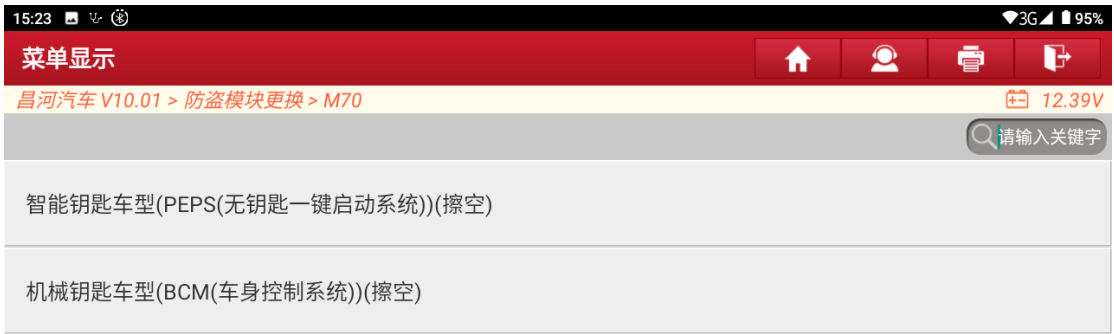 15:23 3G 95%
菜单显示
昌河汽车 V10.01 > 防盗模块更换 > M70 12.39V
请输入关键字
智能钥匙车型(PEPS(无钥匙一键启动系统))(擦空)
机械钥匙车型(BCM(车身控制系统))(擦空)